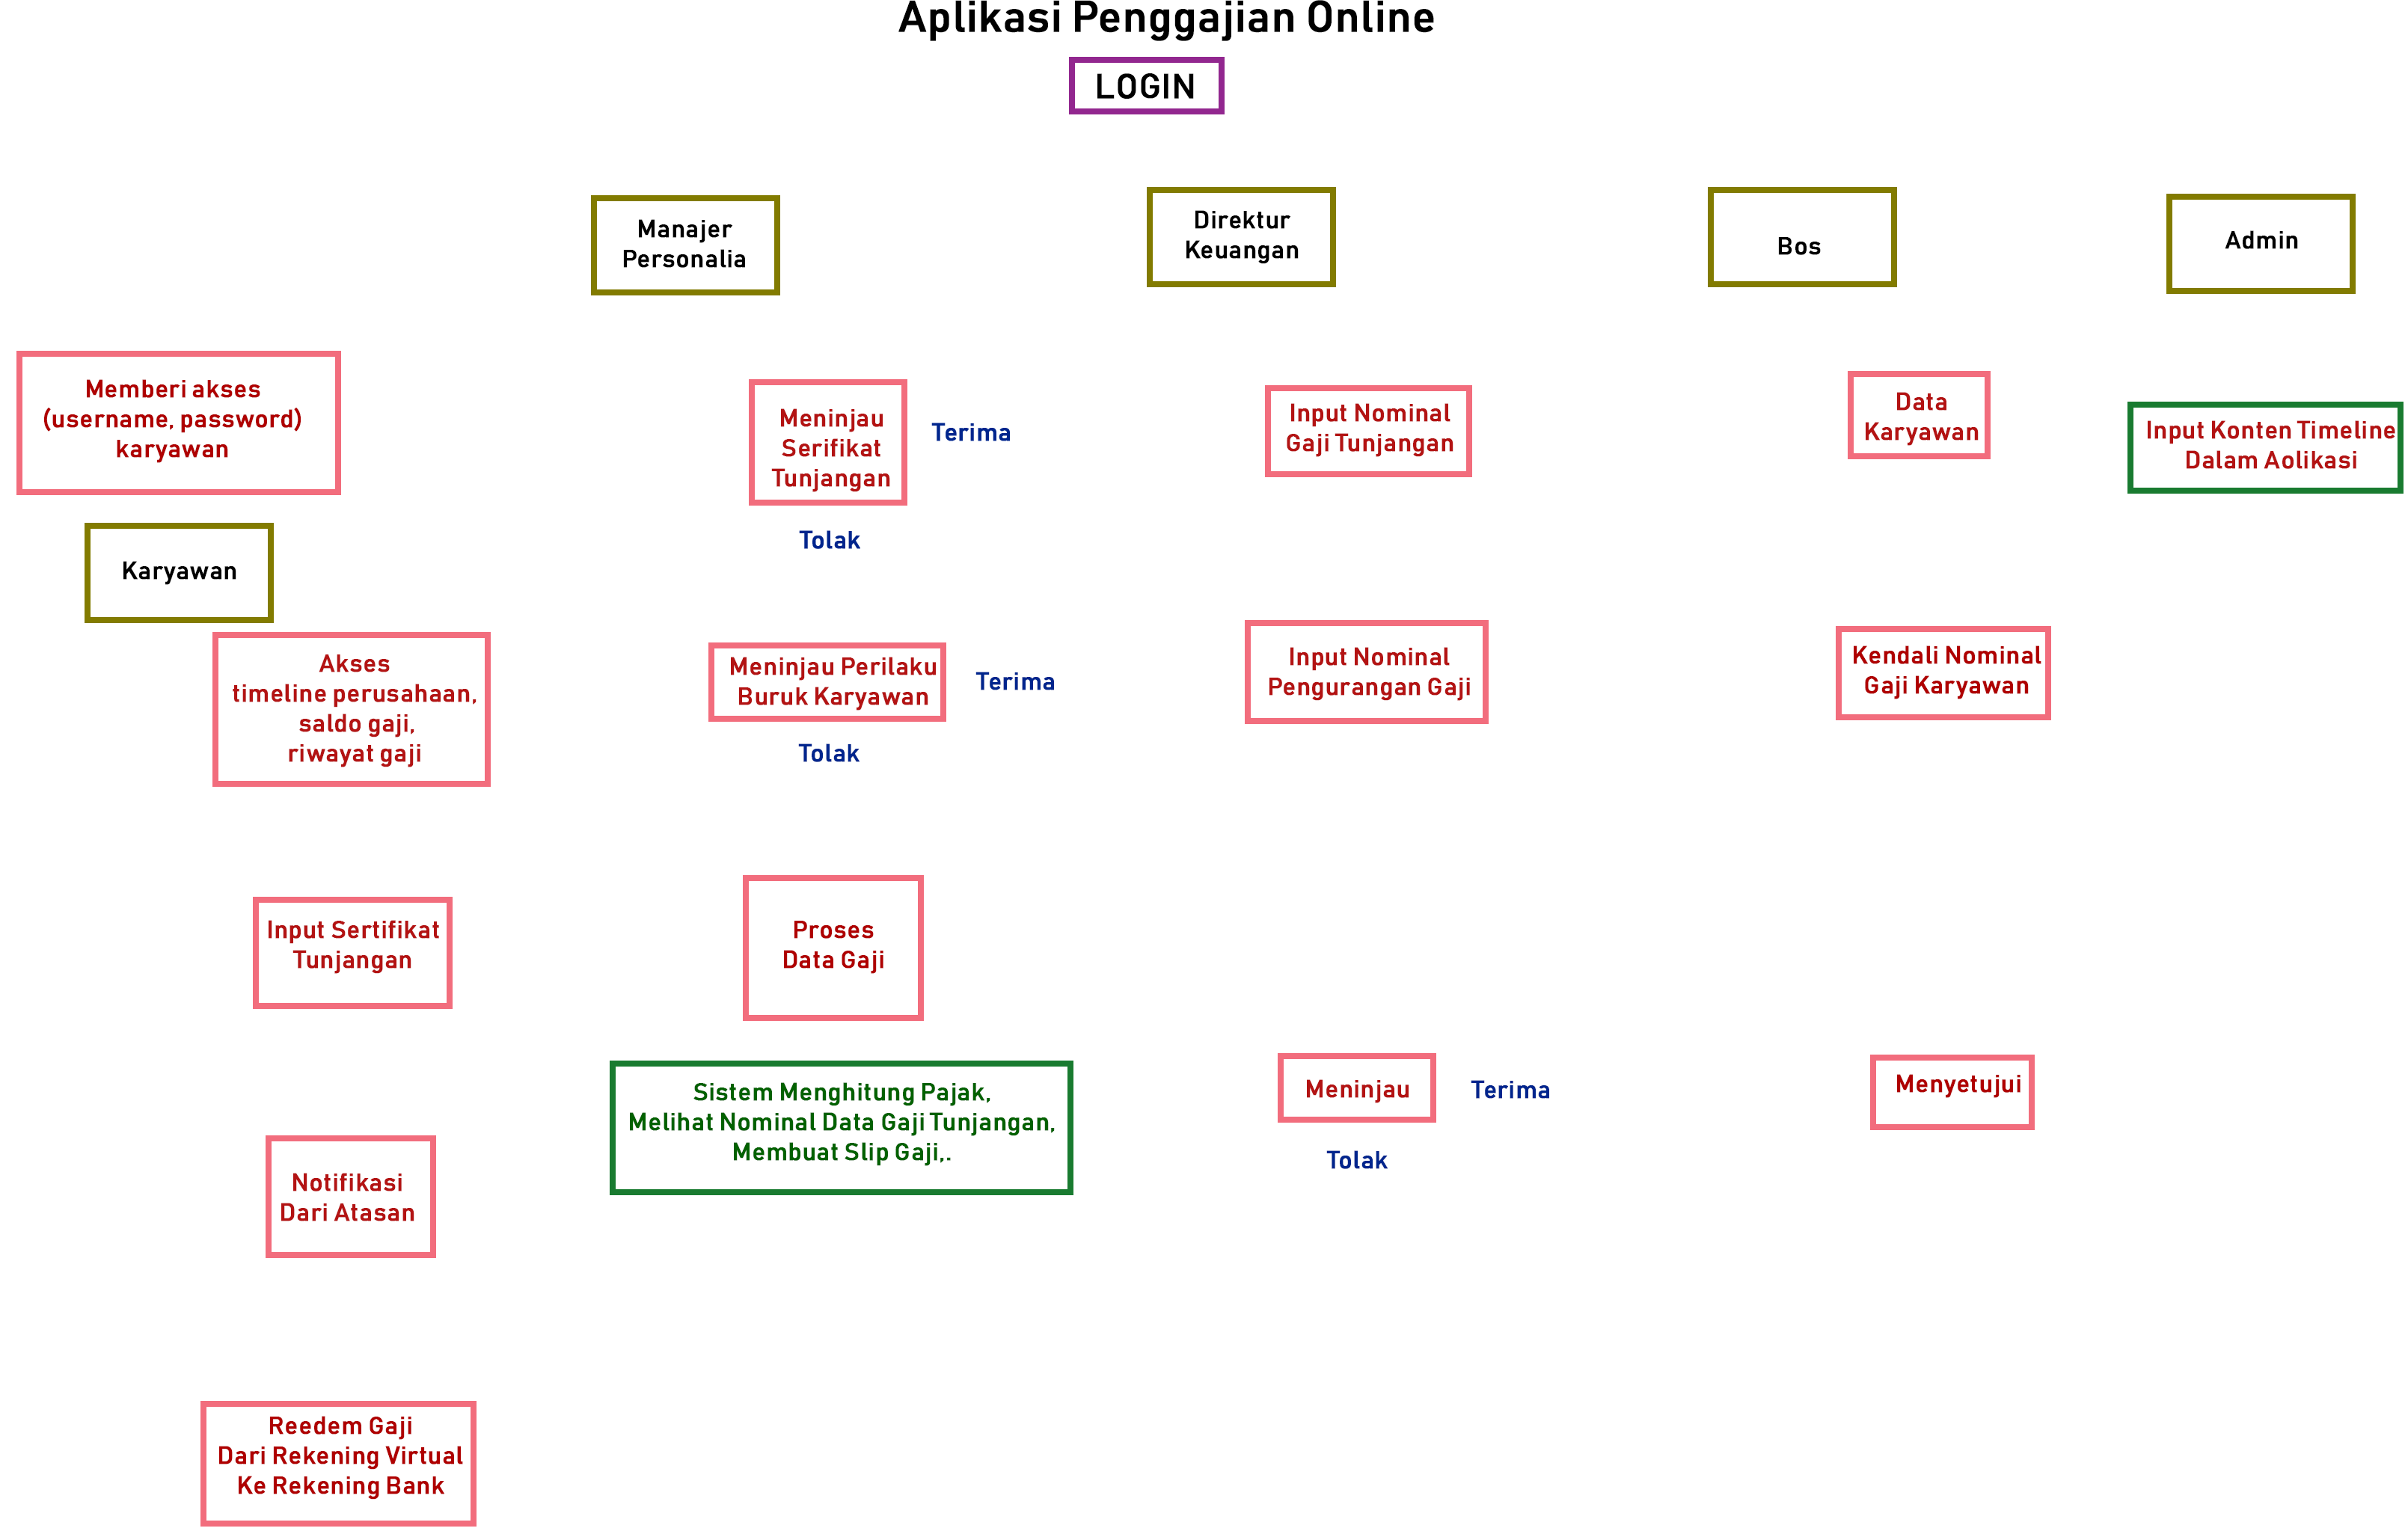 Aplikasi Penggajian Online
LOGIN
Manajer
Personalia
Direktur
Keuangan
Bos
Admin
Memberi akses
(username, password)
karyawan
Meninjau
Serifikat
Tunjangan
Terima
Tolak
Input Nominal
Gaji Tunjangan
Data
Karyawan
Input Konten Timeline
Dalam Aolikasi
Karyawan
Akses
timeline perusahaan,
saldo gaji,
riwayat gaji
Meninjau Perilaku
Buruk Karyawan
Terima
Tolak
Input Nominal
Pengurangan Gaji
Kendali Nominal
Gaji Karyawan
Input Sertifikat
Tunjangan
Proses
Data Gaji
Sistem Menghitung Pajak,
Melihat Nominal Data Gaji Tunjangan,
Membuat Slip Gaji,.
Meninjau
Terima
Tolak
Menyetujui
Notifikasi
Dari Atasan
Reedem Gaji
Dari Rekening Virtual
Ke Rekening Bank